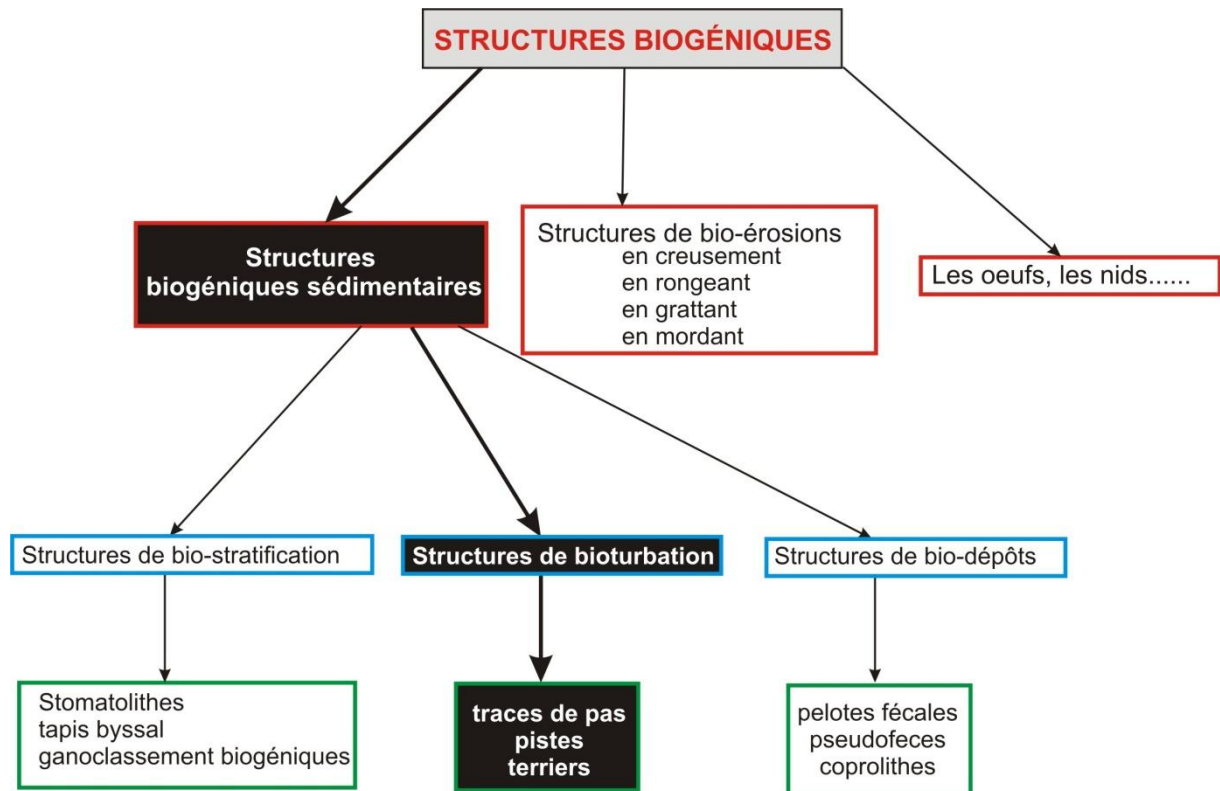 STRUCTURES BIOGÉNIQUES
Structures
biogéniques sédimentaires
Structures de bio-érosions
en creusement
en rongeant
en grattant
en mordant
Les oeufs, les nids......
Structures de bio-stratification
Structures de bioturbation
Structures de bio-dépôts
Stomatolithes
tapis byssal
ganoclassement biogéniques
traces de pas
pistes
terriers
pelotes fécales
pseudofeces
coprolithes